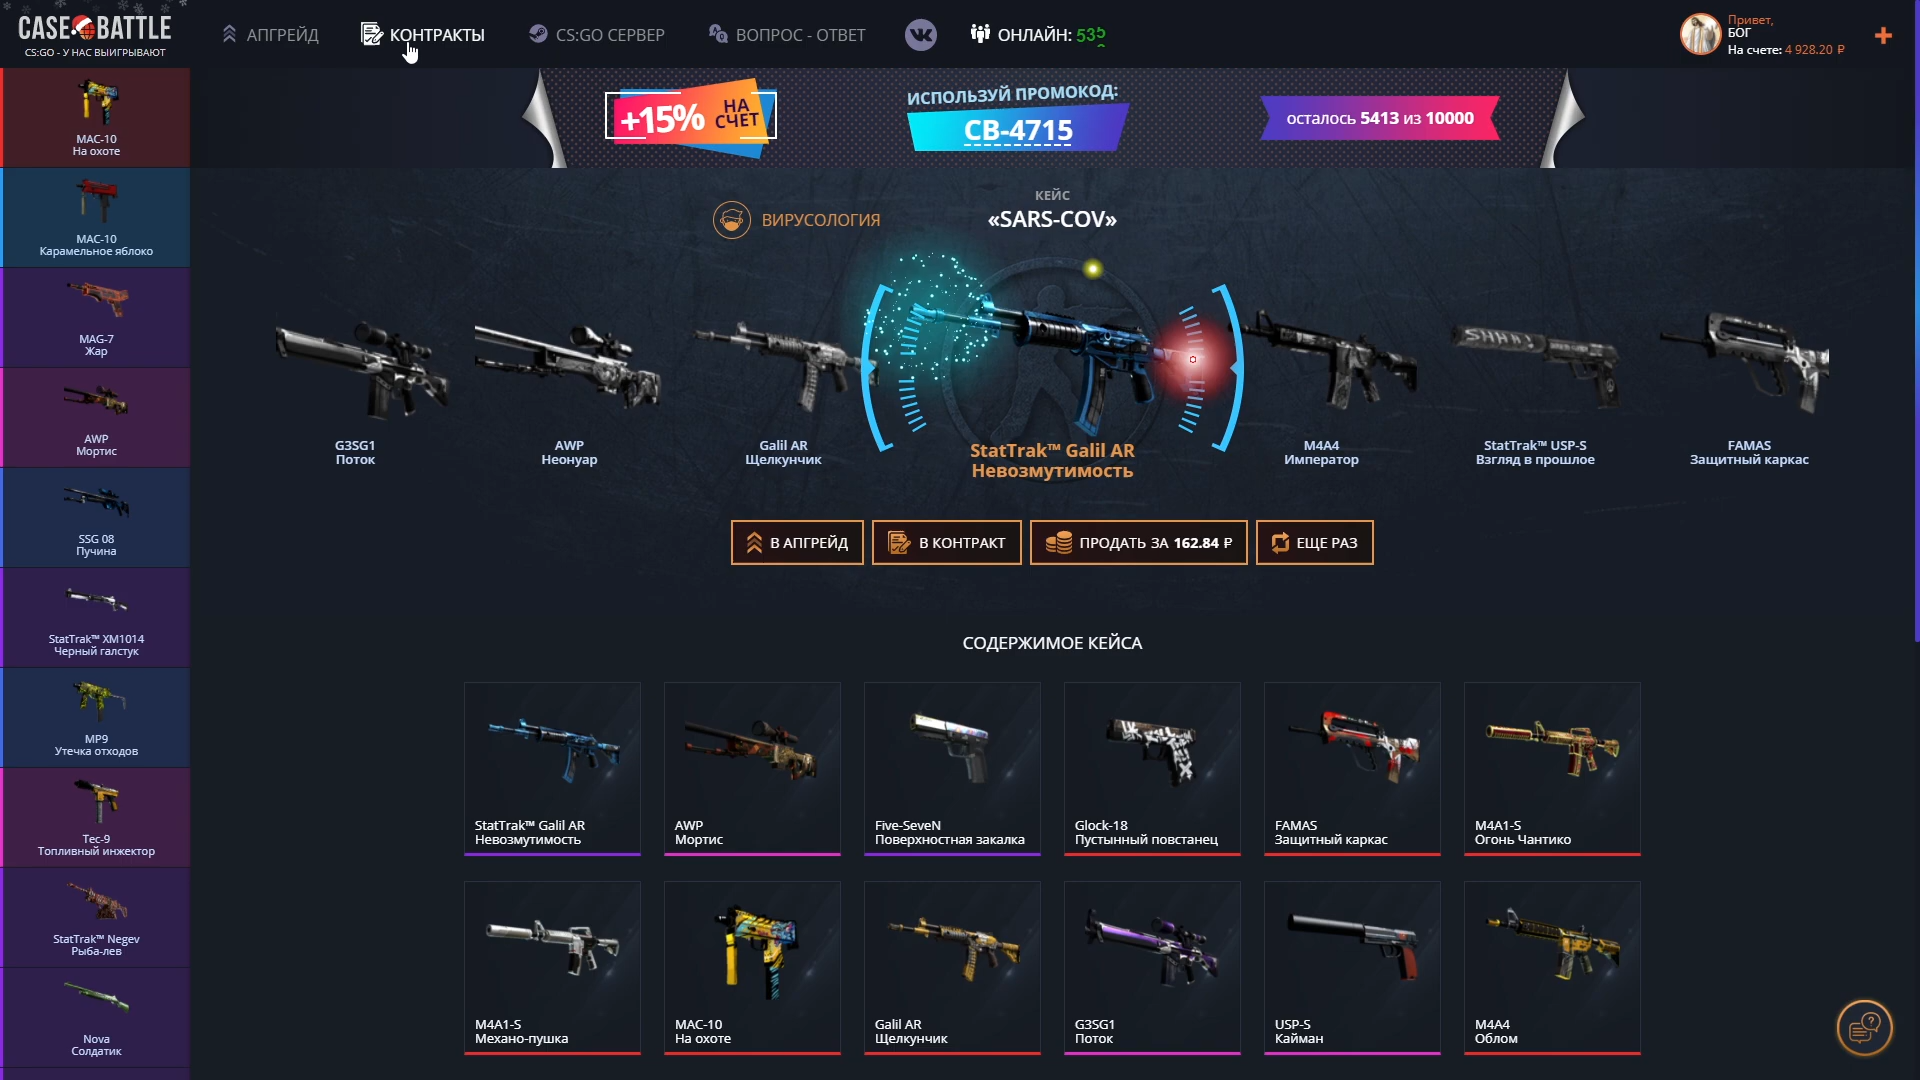 CASE BATTLE
CS:GO - У НАС ВЫИГРЫВАЮТ
АПГРЕЙД
КОНТРАКТЫ
CS:GO СЕРВЕР
ВОПРОС - ОТВЕТ
ОНЛАЙН: 53
Привет,
БОГ
На счете: 4 928.20 ₽
+15% НА СЧЕТ
ИСПОЛЬЗУЙ ПРОМОКОД:
CB-4715
осталось 5413 из 10000
MAC-10
На охоте
MAC-10
Карамельное яблоко
MAG-7
Жар
AWP
Мортис
SSG 08
Пучина
StatTrak™ XM1014
Черный галстук
MP9
Утечка отходов
Tec-9
Топливный инжектор
StatTrak™ Negev
Рыба-лев
Nova
Солдатик
ВИРУСОЛОГИЯ
КЕЙС
«SARS-COV»
G3SG1
Поток
AWP
Неонуар
Galil AR
Щелкунчик
StatTrak™ Galil AR
Невозмутимость
M4A4
Император
StatTrak™ USP-S
Взгляд в прошлое
FAMAS
Защитный каркас
В АПГРЕЙД
В КОНТРАКТ
ПРОДАТЬ ЗА 162.84 ₽
ЕЩЕ РАЗ
СОДЕРЖИМОЕ КЕЙСА
StatTrak™ Galil AR
Невозмутимость
AWP
Мортис
Five-SeveN
Поверхностная закалка
Glock-18
Пустынный повстанец
FAMAS
Защитный каркас
M4A1-S
Огонь Чантико
M4A1-S
Механо-пушка
MAC-10
На охоте
Galil AR
Щелкунчик
G3SG1
Поток
USP-S
Кайман
M4A4
Облом